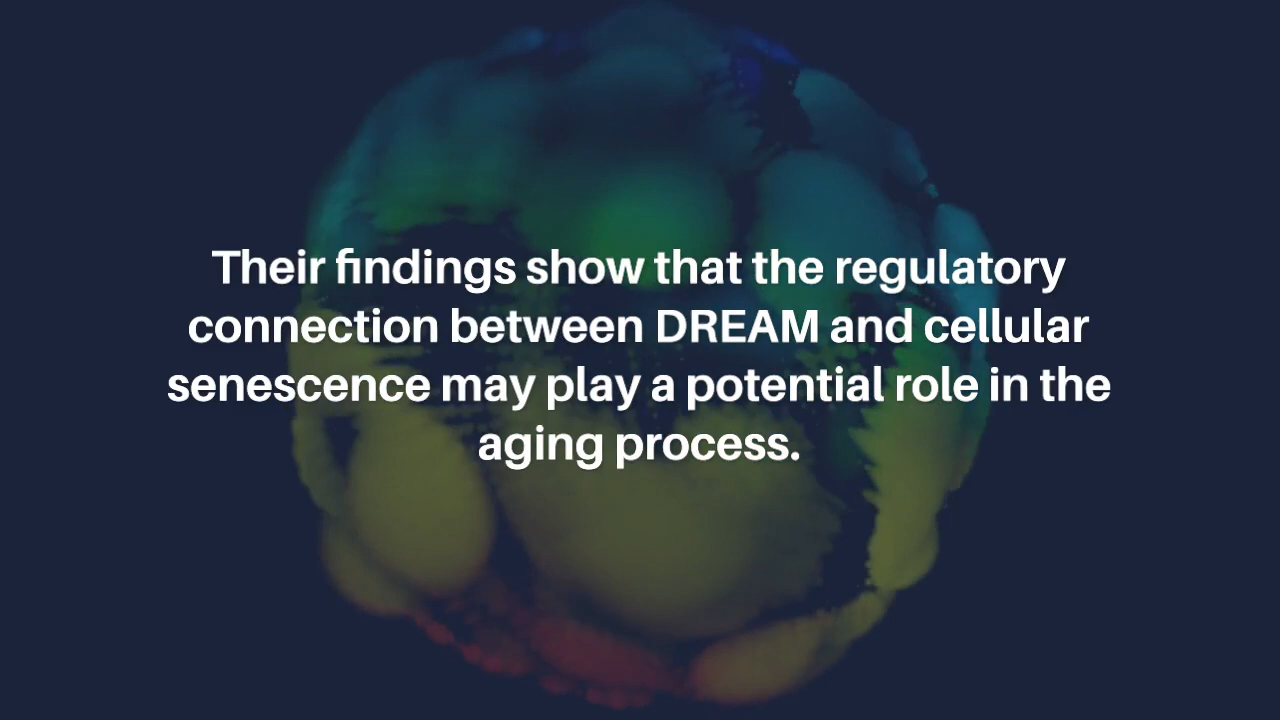 Their findings show that the regulatory
connection between DREAM and cellular
senescence may play a potential role in the
aging process.